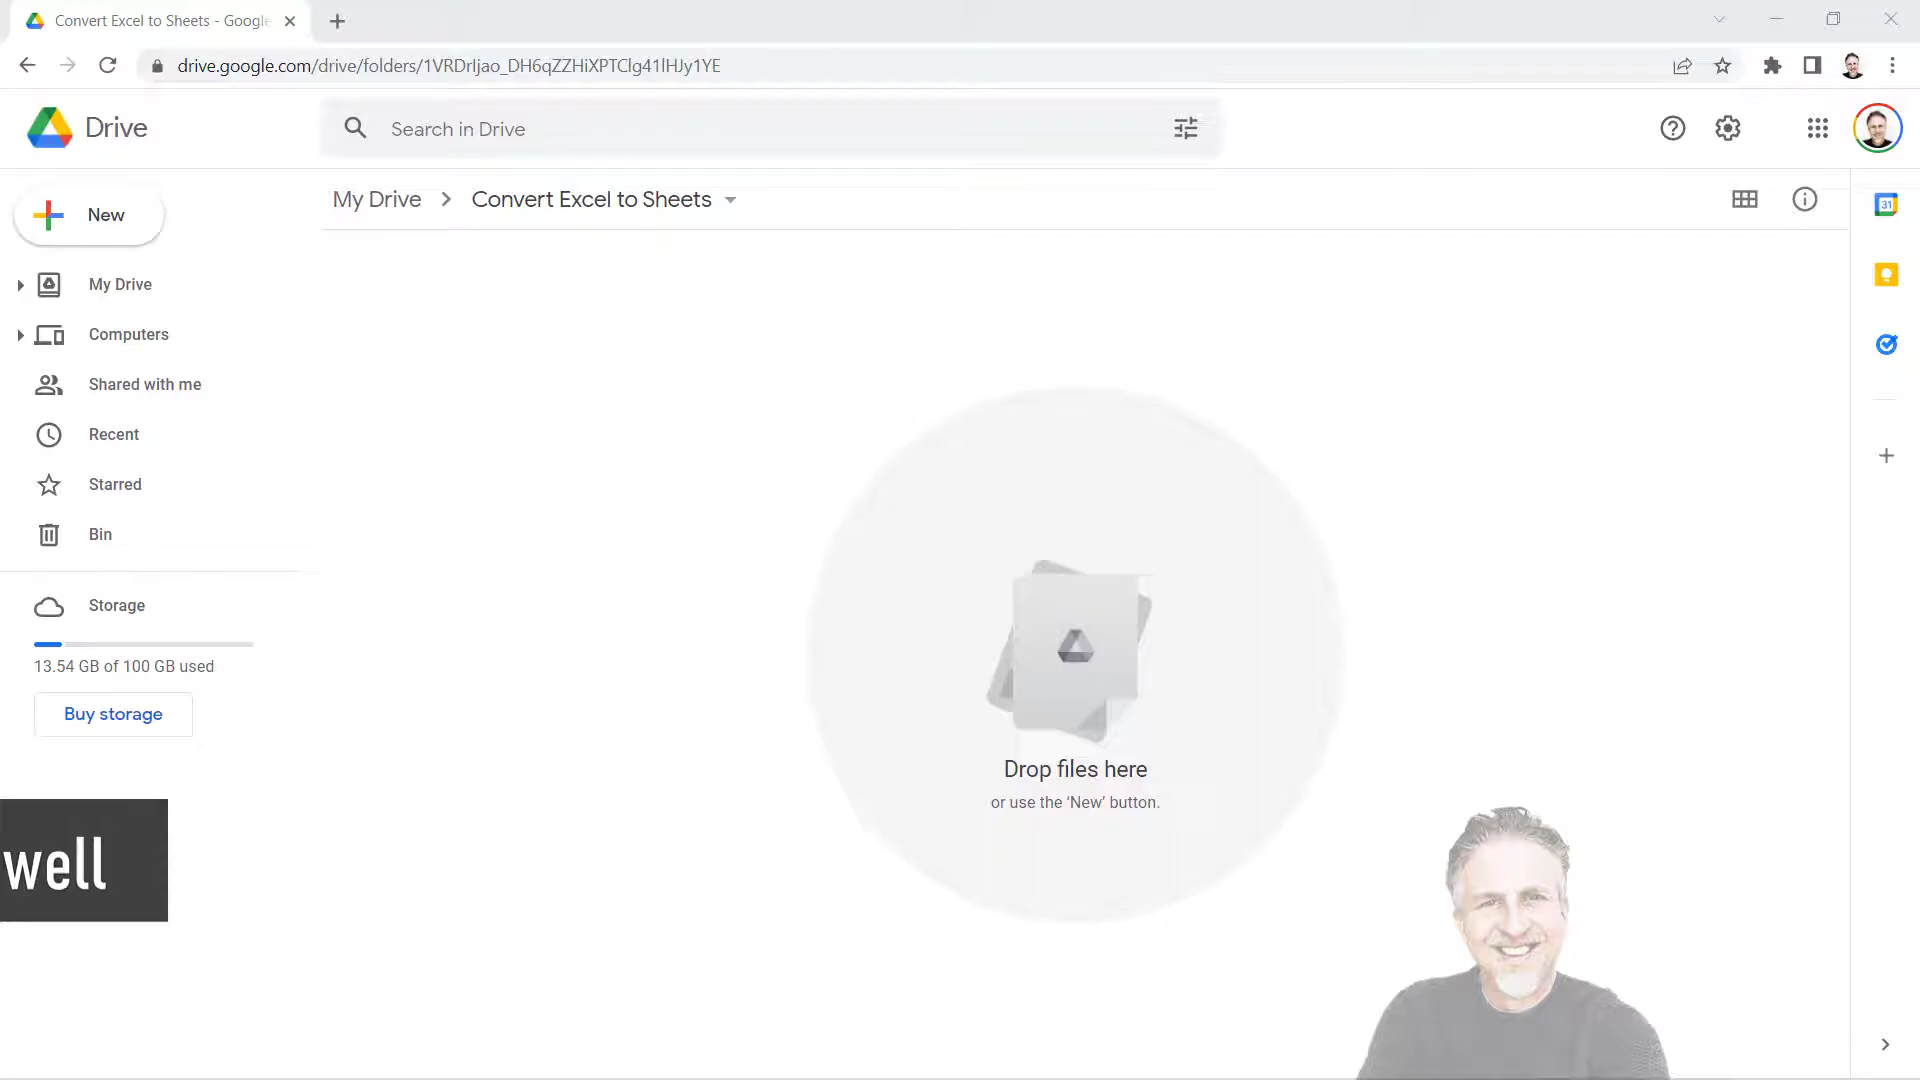 Convert Excel to Sheets - Google
drive.google.com/drive/folders/1VRDrIjao_DH6qZZHiXPTClg41lHJy1YE
Drive
Search in Drive
New
My Drive
Convert Excel to Sheets
31
My Drive
Computers
Shared with me
Recent
Starred
Bin
Storage
13.54 GB of 100 GB used
Buy storage
Drop files here
or use the ‘New’ button.
well